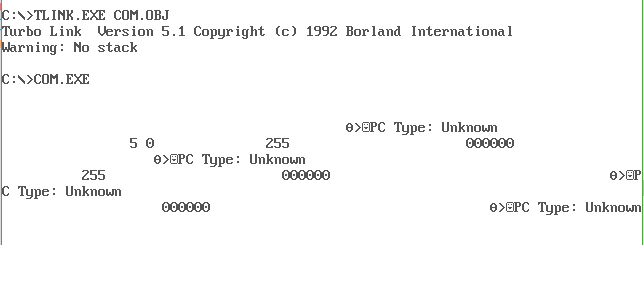 C:\>TLINK.EXE COM.OBJ
Turbo Link  Version 5.1 Copyright (c) 1992 Borland International
Warning: No stack
C:\>COM.EXE
θ>☺PC Type: Unknown
5 0 255 000000
θ>☺PC Type: Unknown
255 000000 θ>☺P
C Type: Unknown
000000 θ>☺PC Type: Unknown